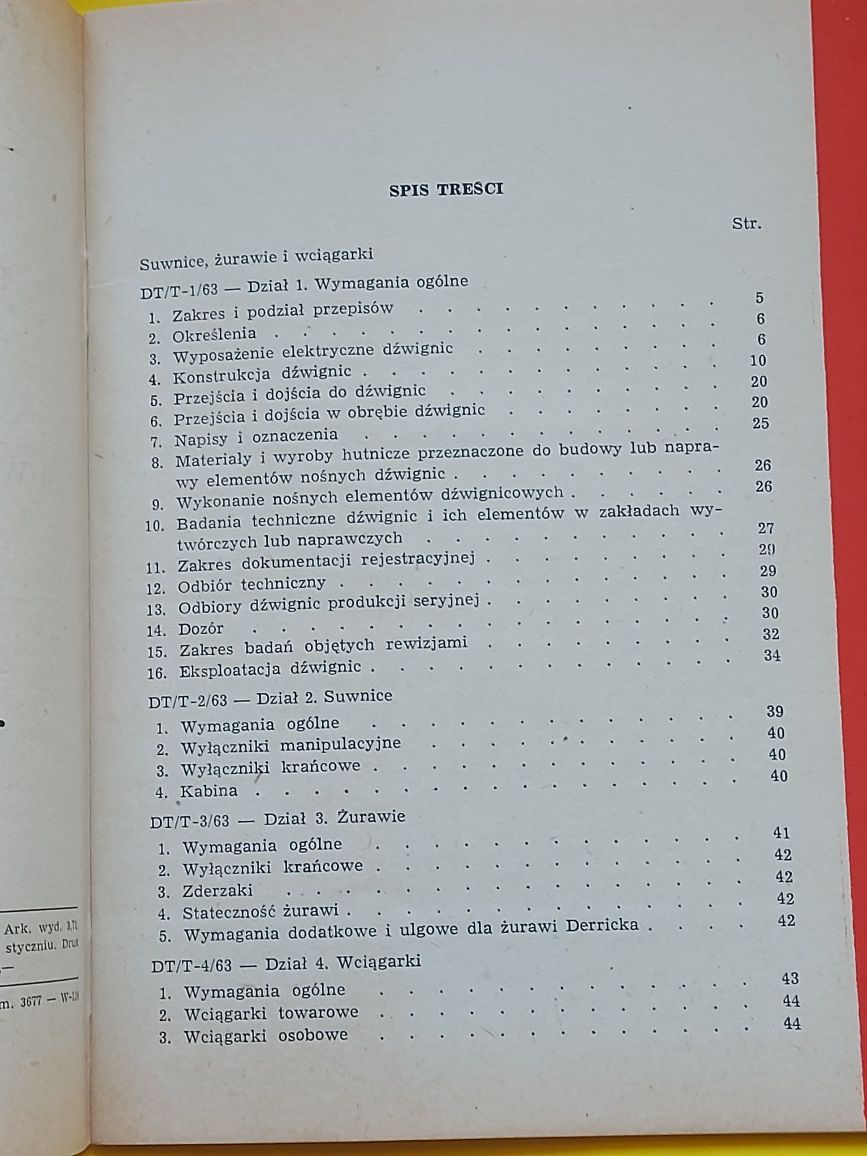 SPIS TREŚCI
Str.
Suwnice, żurawie i wciągarki
DT/T-1/63 — Dział 1. Wymagania ogólne
1. Zakres i podział przepisów . . . . . . . . . . . 5
2. Określenia . . . . . . . . . . . . . . . . 6
3. Wyposażenie elektryczne dźwignic . . . . . . . . . 6
4. Konstrukcja dźwignic . . . . . . . . . . . . . 10
5. Przejścia i dojścia do dźwignic . . . . . . . . . . 20
6. Przejścia i dojścia w obrębie dźwignic . . . . . . . . 20
7. Napisy i oznaczenia . . . . . . . . . . . . . 25
8. Materiały i wyroby hutnicze przeznaczone do budowy lub napra-
wy elementów nośnych dźwignic . . . . . . . . . . 26
9. Wykonanie nośnych elementów dźwignicowych . . . . . . 26
10. Badania techniczne dźwignic i ich elementów w zakładach wy-
twórczych lub naprawczych . . . . . . . . . . . 27
11. Zakres dokumentacji rejestracyjnej . . . . . . . . . 29
12. Odbiór techniczny . . . . . . . . . . . . . . 29
13. Odbiory dźwignic produkcji seryjnej . . . . . . . . . 30
14. Dozór . . . . . . . . . . . . . . . . . 30
15. Zakres badań objętych rewizjami . . . . . . . . . 32
16. Eksploatacja dźwignic . . . . . . . . . . . . . 34
DT/T-2/63 — Dział 2. Suwnice
1. Wymagania ogólne . . . . . . . . . . . . . 39
2. Wyłączniki manipulacyjne . . . . . . . . . . . 40
3. Wyłączniki krańcowe . . . . . . . . . . . . . 40
4. Kabina . . . . . . . . . . . . . . . . . 40
DT/T-3/63 — Dział 3. Żurawie
1. Wymagania ogólne . . . . . . . . . . . . . 41
2. Wyłączniki krańcowe . . . . . . . . . . . . . 42
3. Zderzaki . . . . . . . . . . . . . . . . 42
4. Stateczność żurawi . . . . . . . . . . . . . . 42
5. Wymagania dodatkowe i ulgowe dla żurawi Derricka . . . . 42
DT/T-4/63 — Dział 4. Wciągarki
1. Wymagania ogólne . . . . . . . . . . . . . 43
2. Wciągarki towarowe . . . . . . . . . . . . . 44
3. Wciągarki osobowe . . . . . . . . . . . . . 44
Ark. wyd.
styczniu. Druk
m. 3677 —